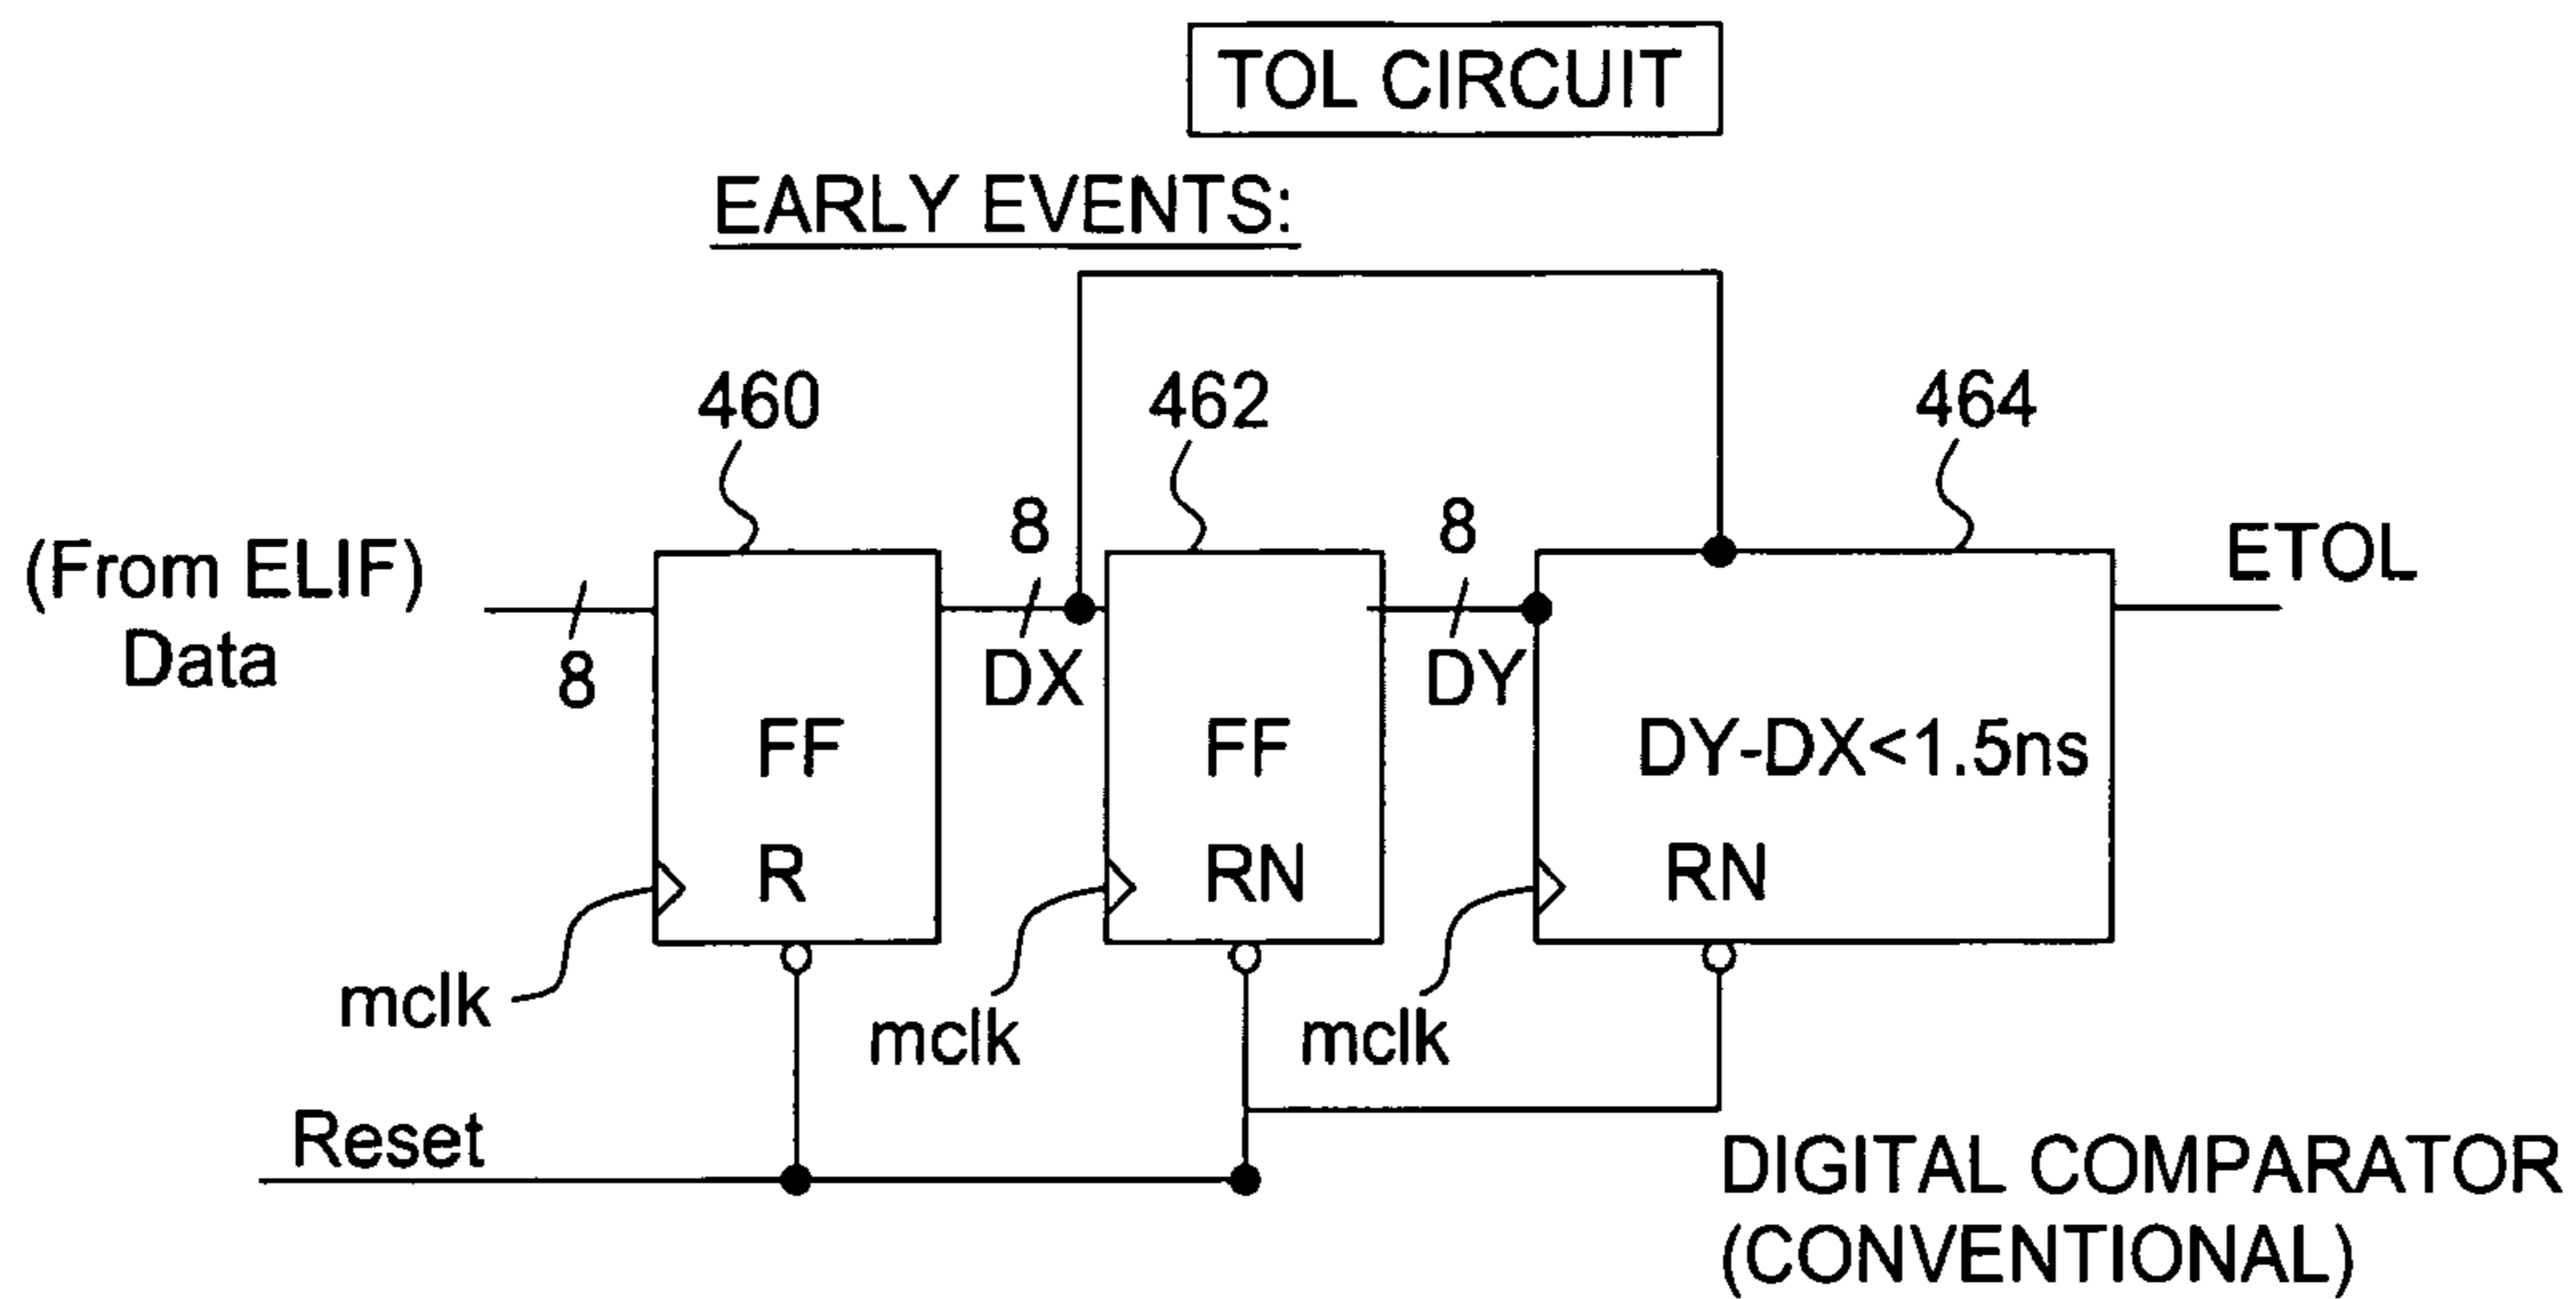 TOL CIRCUIT
EARLY EVENTS:
460
462
464
(From ELIF)
Data
8
8
DX
8
DY
ETOL
FF
R
FF
RN
DY-DX<1.5ns
RN
mclk
mclk
mclk
Reset
DIGITAL COMPARATOR
(CONVENTIONAL)